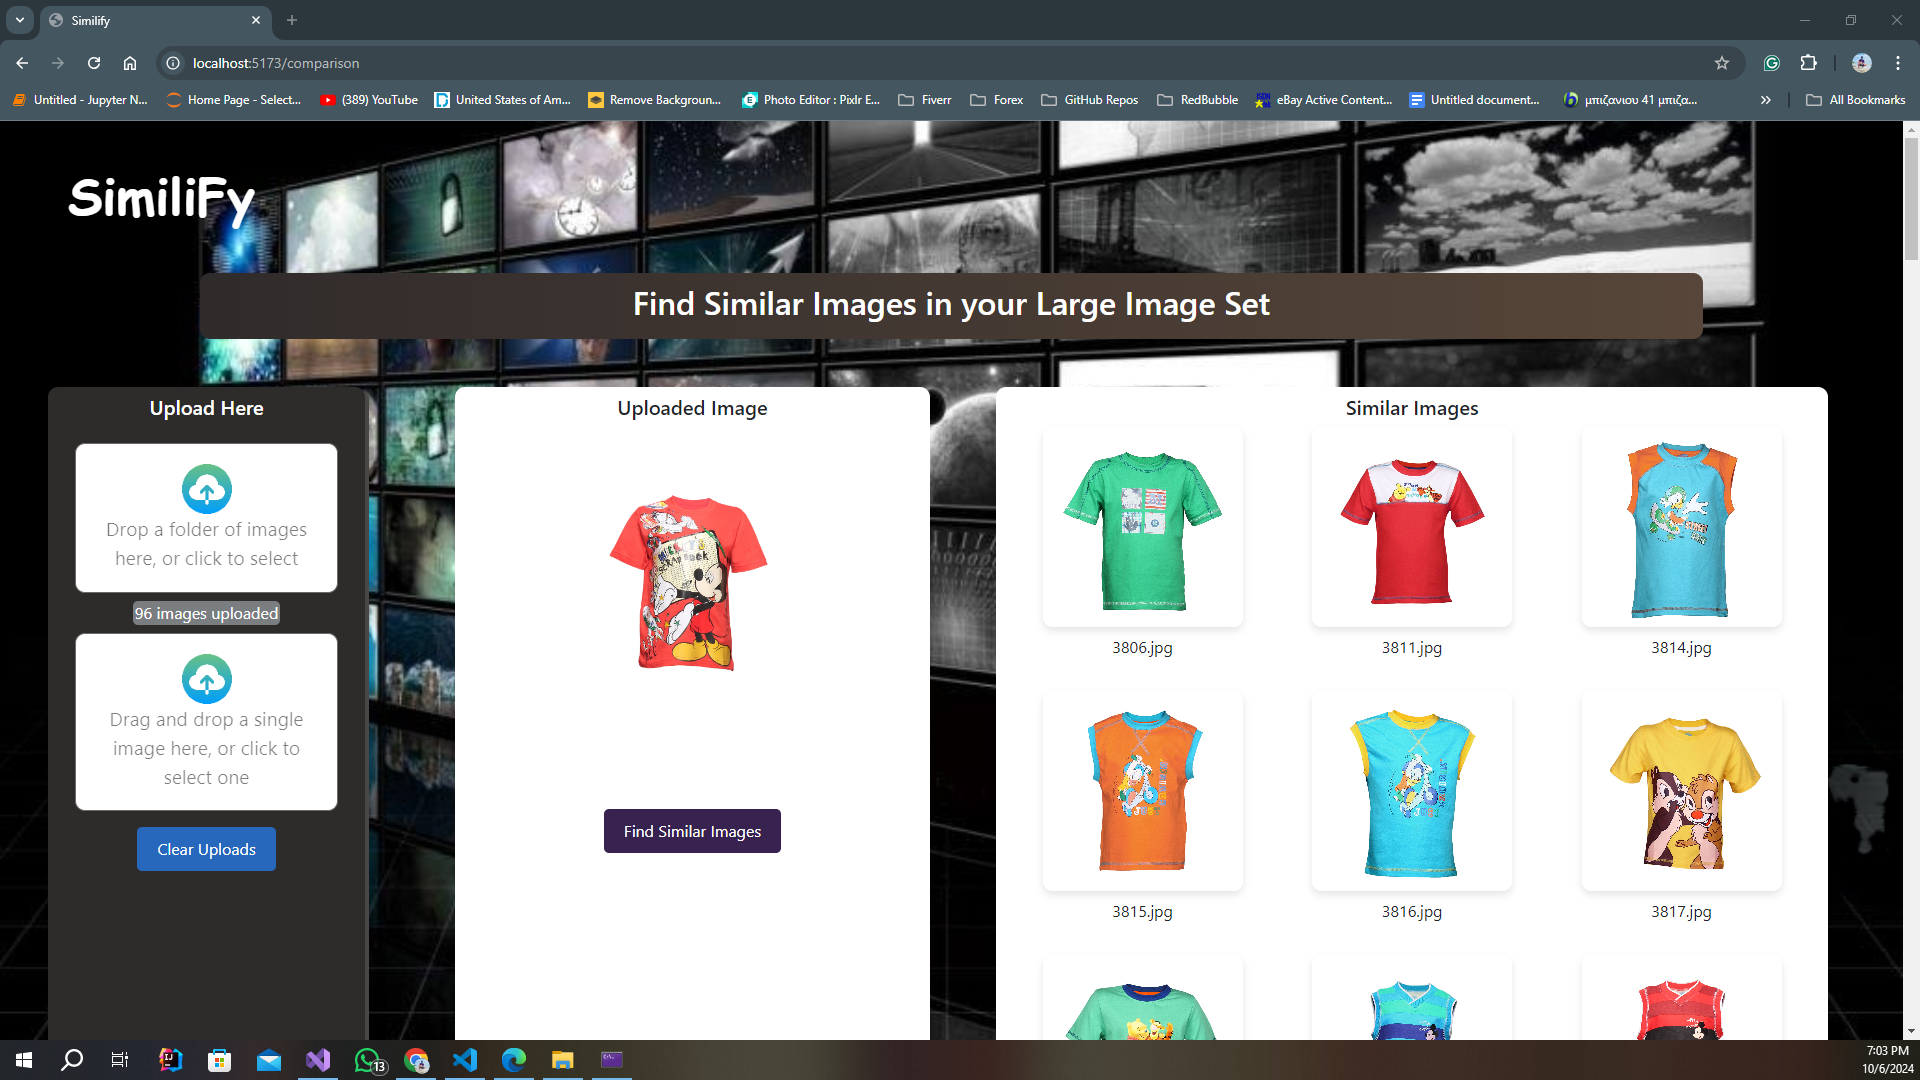 Similify
localhost:5173/comparison
Untitled - Jupyter N...
Home Page - Select...
(389) YouTube
United States of Am...
Remove Backgroun...
Photo Editor : Pixlr E...
Fiverr
Forex
GitHub Repos
RedBubble
eBay Active Content...
Untitled document...
μπιζανιου 41 μπιζα...
All Bookmarks
SimiliFy
Find Similar Images in your Large Image Set
Upload Here
Drop a folder of images
here, or click to select
96 images uploaded
Drag and drop a single
image here, or click to
select one
Clear Uploads
Uploaded Image
Find Similar Images
Similar Images
3806.jpg
3811.jpg
3814.jpg
3815.jpg
3816.jpg
3817.jpg
13
7:03 PM
10/6/2024